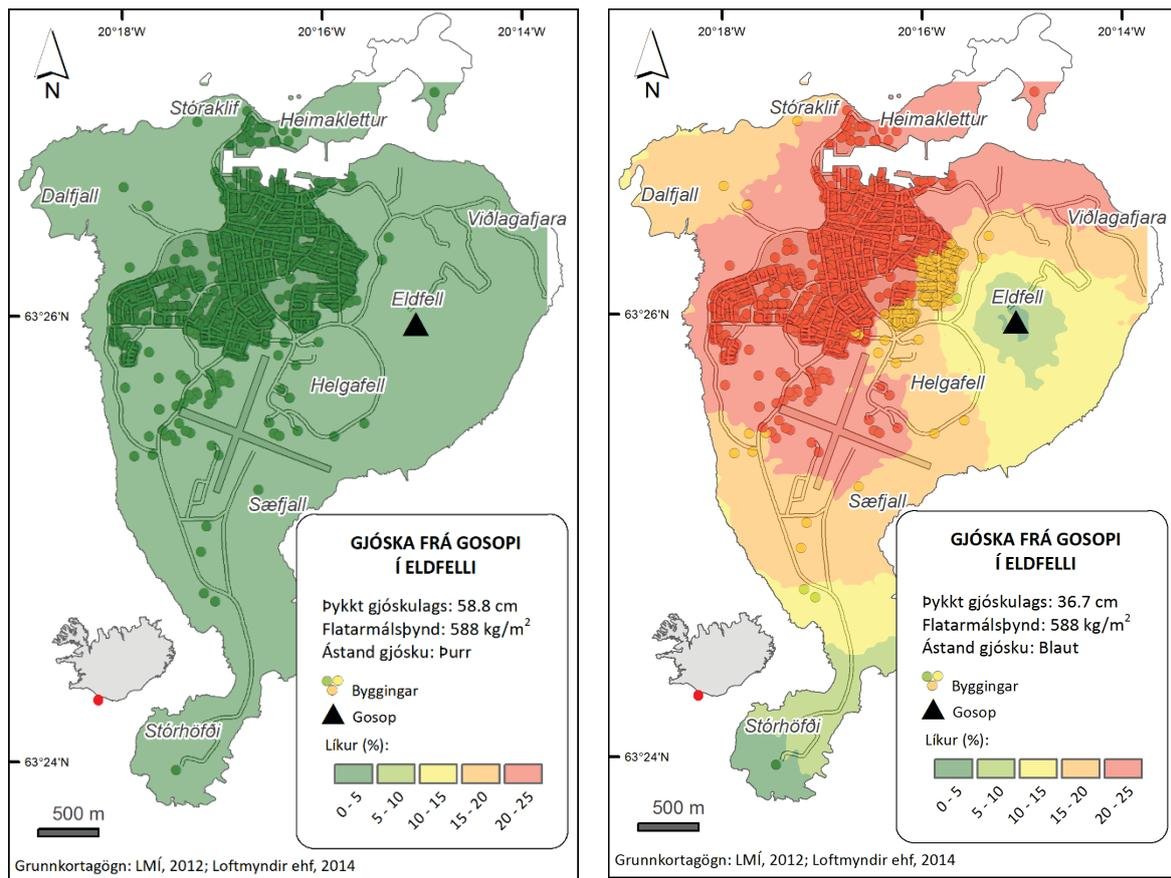 20°18'W
20°16'W
20°14'W
N
Stóraklif
Heimaklettur
Dalfjall
Viðlagafjara
Eldfell
63°26'N
Helgafell
Sæfjall
GJÓSKA FRÁ GOSOPI
Í ELDFELLI
Þykkt gjóskulags: 58.8 cm
Flatarmálsþynd: 588 kg/m²
Ástand gjósku: Þurr
Byggingar
Gosop
Líkur (%):
0 - 5
5 - 10
10 - 15
15 - 20
20 - 25
Stórhöfði
63°24'N
500 m
Grunnkortagögn: LMÍ, 2012; Loftmyndir ehf, 2014
20°18'W
20°16'W
20°14'W
N
Stóraklif
Heimaklettur
Dalfjall
Viðlagafjara
Eldfell
63°26'N
Helgafell
Sæfjall
GJÓSKA FRÁ GOSOPI
Í ELDFELLI
Þykkt gjóskulags: 36.7 cm
Flatarmálsþynd: 588 kg/m²
Ástand gjósku: Blaut
Byggingar
Gosop
Líkur (%):
0 - 5
5 - 10
10 - 15
15 - 20
20 - 25
Stórhöfði
63°24'N
500 m
Grunnkortagögn: LMÍ, 2012; Loftmyndir ehf, 2014